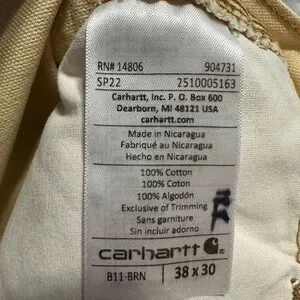 RN# 14806 904731
SP22 2510005163
Carhartt, Inc. P. O. Box 600
Dearborn, MI 48121 USA
carhartt.com
Made in Nicaragua
Fabriqué au Nicaragua
Hecho en Nicaragua
100% Cotton
100% Coton
100% Algodón
Exclusive of Trimming
Sans garniture
Sin incluir adorno
carhartt
B11-BRN 38 x 30